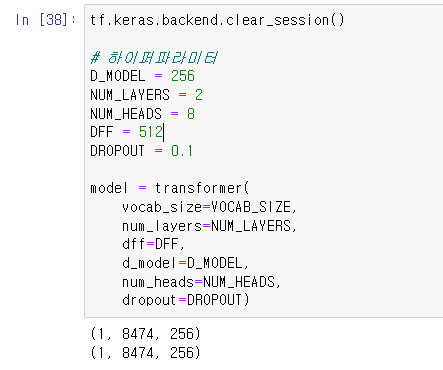 In [38]: tf.keras.backend.clear_session()
# 하이퍼파라미터
D_MODEL = 256
NUM_LAYERS = 2
NUM_HEADS = 8
DFF = 512
DROPOUT = 0.1
model = transformer(
vocab_size=VOCAB_SIZE,
num_layers=NUM_LAYERS,
dff=DFF,
d_model=D_MODEL,
num_heads=NUM_HEADS,
dropout=DROPOUT)
(1, 8474, 256)
(1, 8474, 256)